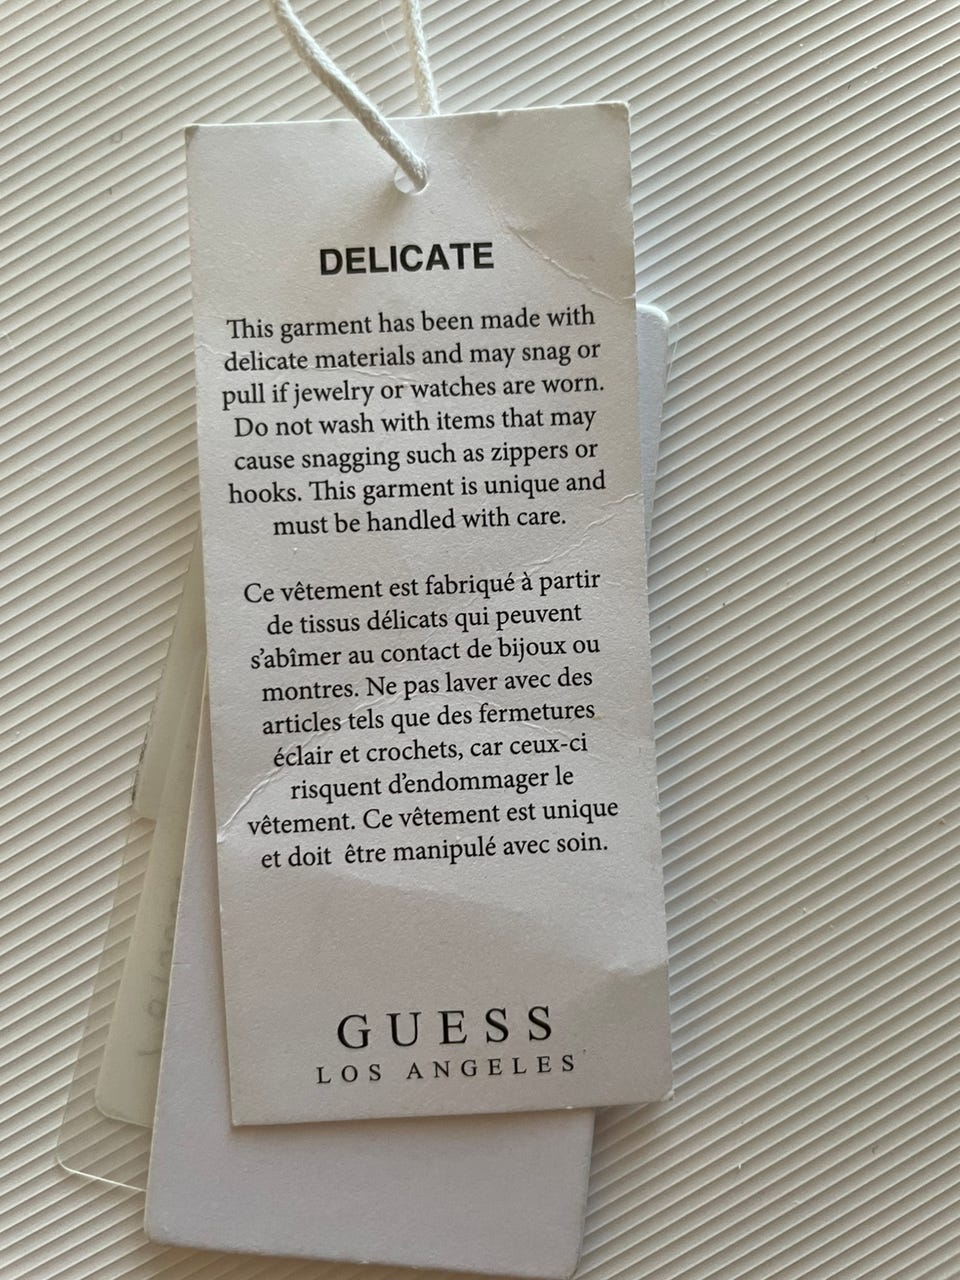 DELICATE
This garment has been made with
delicate materials and may snag or
pull if jewelry or watches are worn.
Do not wash with items that may
cause snagging such as zippers or
hooks. This garment is unique and
must be handled with care.
Ce vêtement est fabriqué à partir
de tissus délicats qui peuvent
s'abîmer au contact de bijoux ou
montres. Ne pas laver avec des
articles tels que des fermetures
éclair et crochets, car ceux-ci
risquent d'endommager le
vêtement. Ce vêtement est unique
et doit être manipulé avec soin.
GUESS
LOS ANGELES